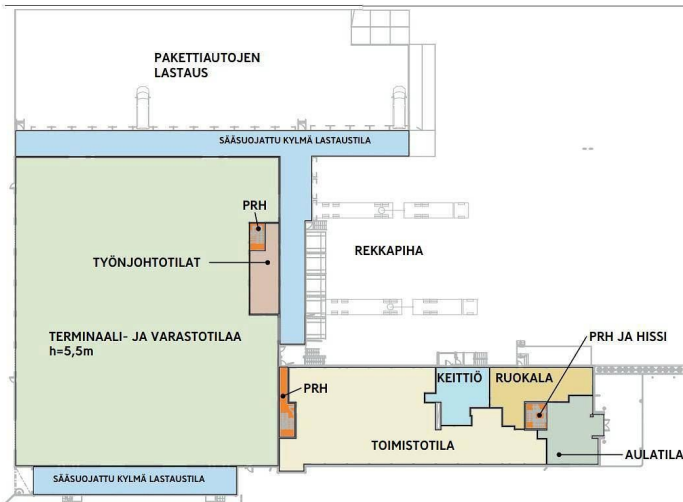 PAKETTIAUTOJEN
LASTAUS
SÄÄSUOJATTU KYLMÄ LASTAUSTILA
PRH
REKKAPIHA
TYÖNJOHTOTILAT
TERMINAALI- JA VARASTOTILAA
h=5,5m
PRH JA HISSI
KEITTIÖ
RUOKALA
PRH
TOIMISTOTILA
AULATILA
SÄÄSUOJATTU KYLMÄ LASTAUSTILA